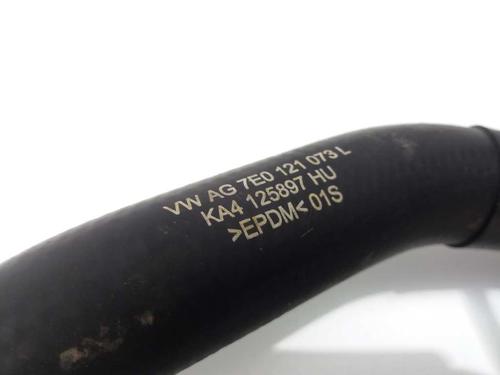 VW AG 7E0 121 073 L
KA4 125897 HU
>EPDM< 01S